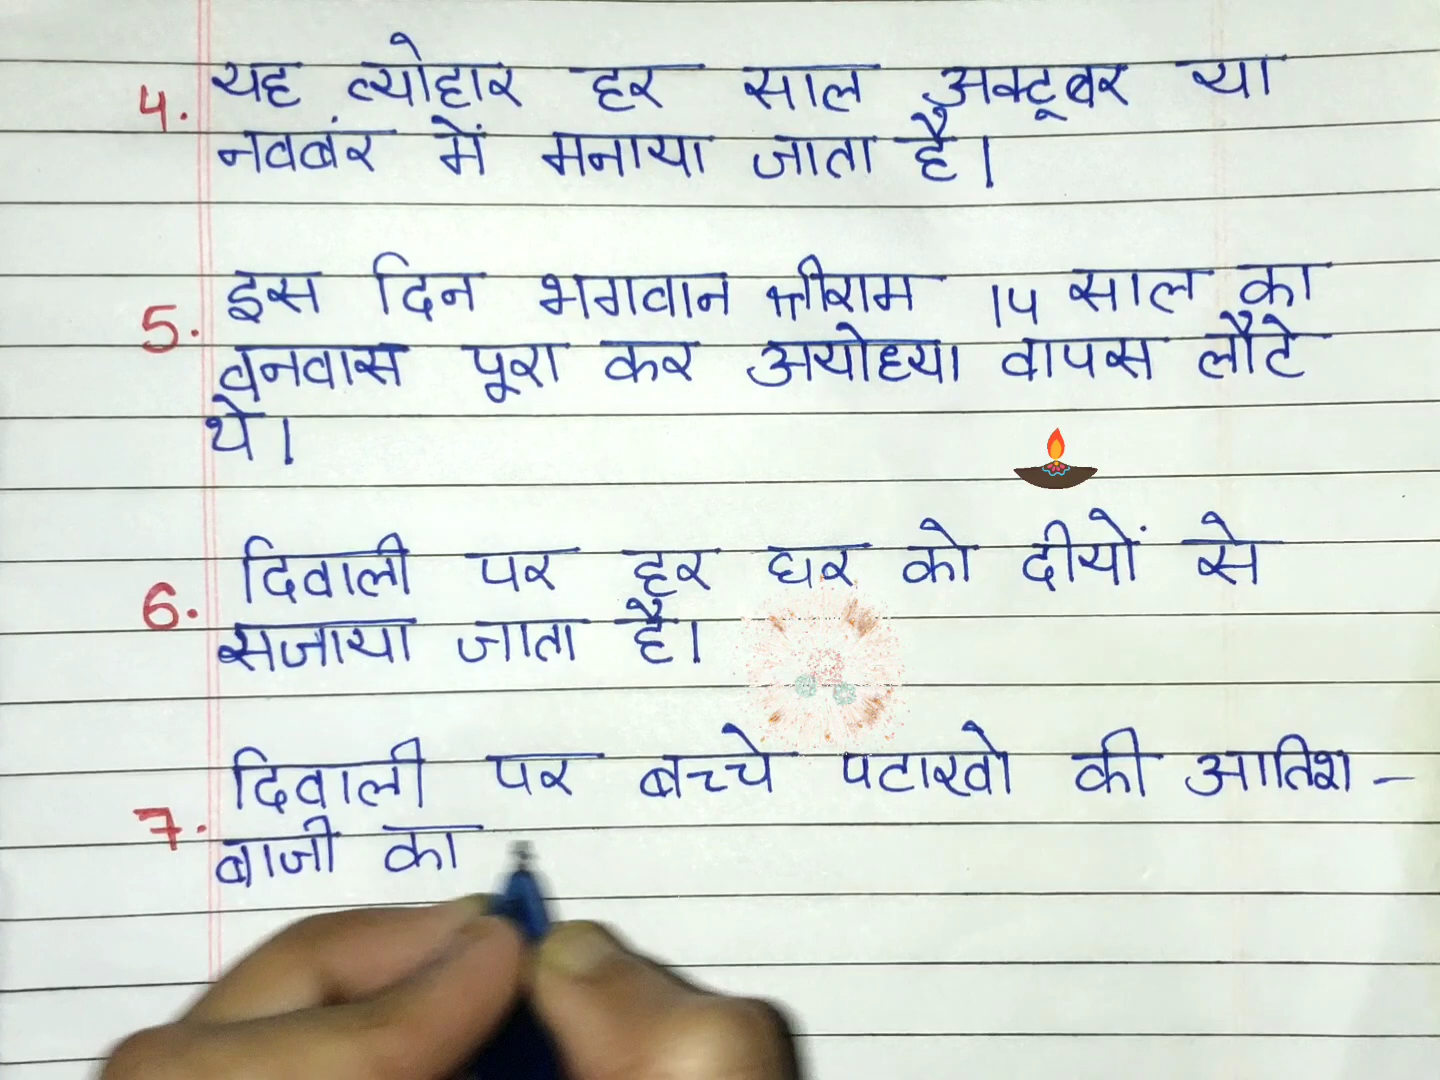 4. यह त्योहार हर साल अक्टूबर या
नवबंर में मनाया जाता है।
5. इस दिन भगवान श्रीराम 14 साल का
वनवास पूरा कर अयोध्या वापस लौटे
थे।
6. दिवाली पर हर घर को दीयों से
सजाया जाता है।
7. दिवाली पर बच्चे पटाखो की आतिश -
बाजी का